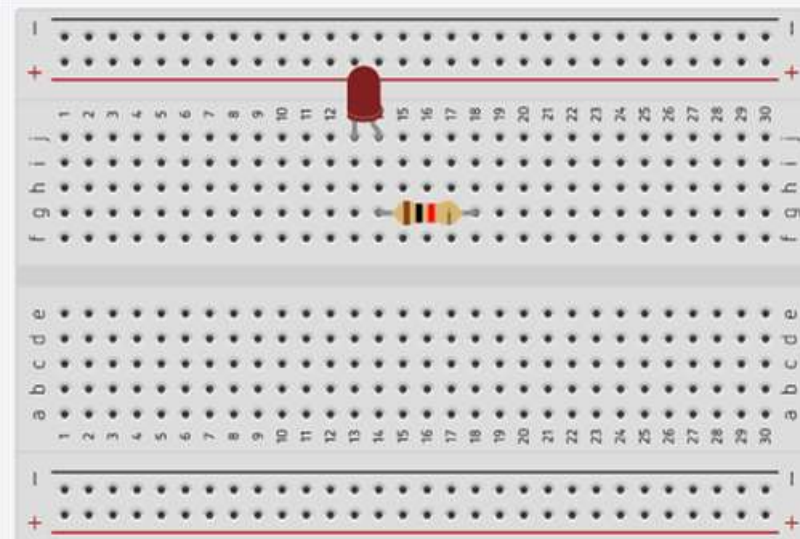 − −
+ +
1 2 3 4 5 6 7 8 9 10 11 12 15 16 17 18 19 20 21 22 23 24 25 26 27 28 29 30
j j
i i
h h
g g
f f
e e
d d
c c
b b
a a
1 2 3 4 5 6 7 8 9 10 11 12 13 14 15 16 17 18 19 20 21 22 23 24 25 26 27 28 29 30
− −
+ +